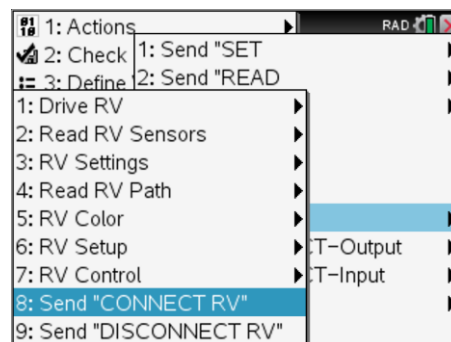 1: Actions
RAD
2: Check
1: Send "SET
3: Define
2: Send "READ
1: Drive RV
2: Read RV Sensors
3: RV Settings
4: Read RV Path
5: RV Color
6: RV Setup
CT-Output
7: RV Control
CT-Input
8: Send "CONNECT RV"
9: Send "DISCONNECT RV"